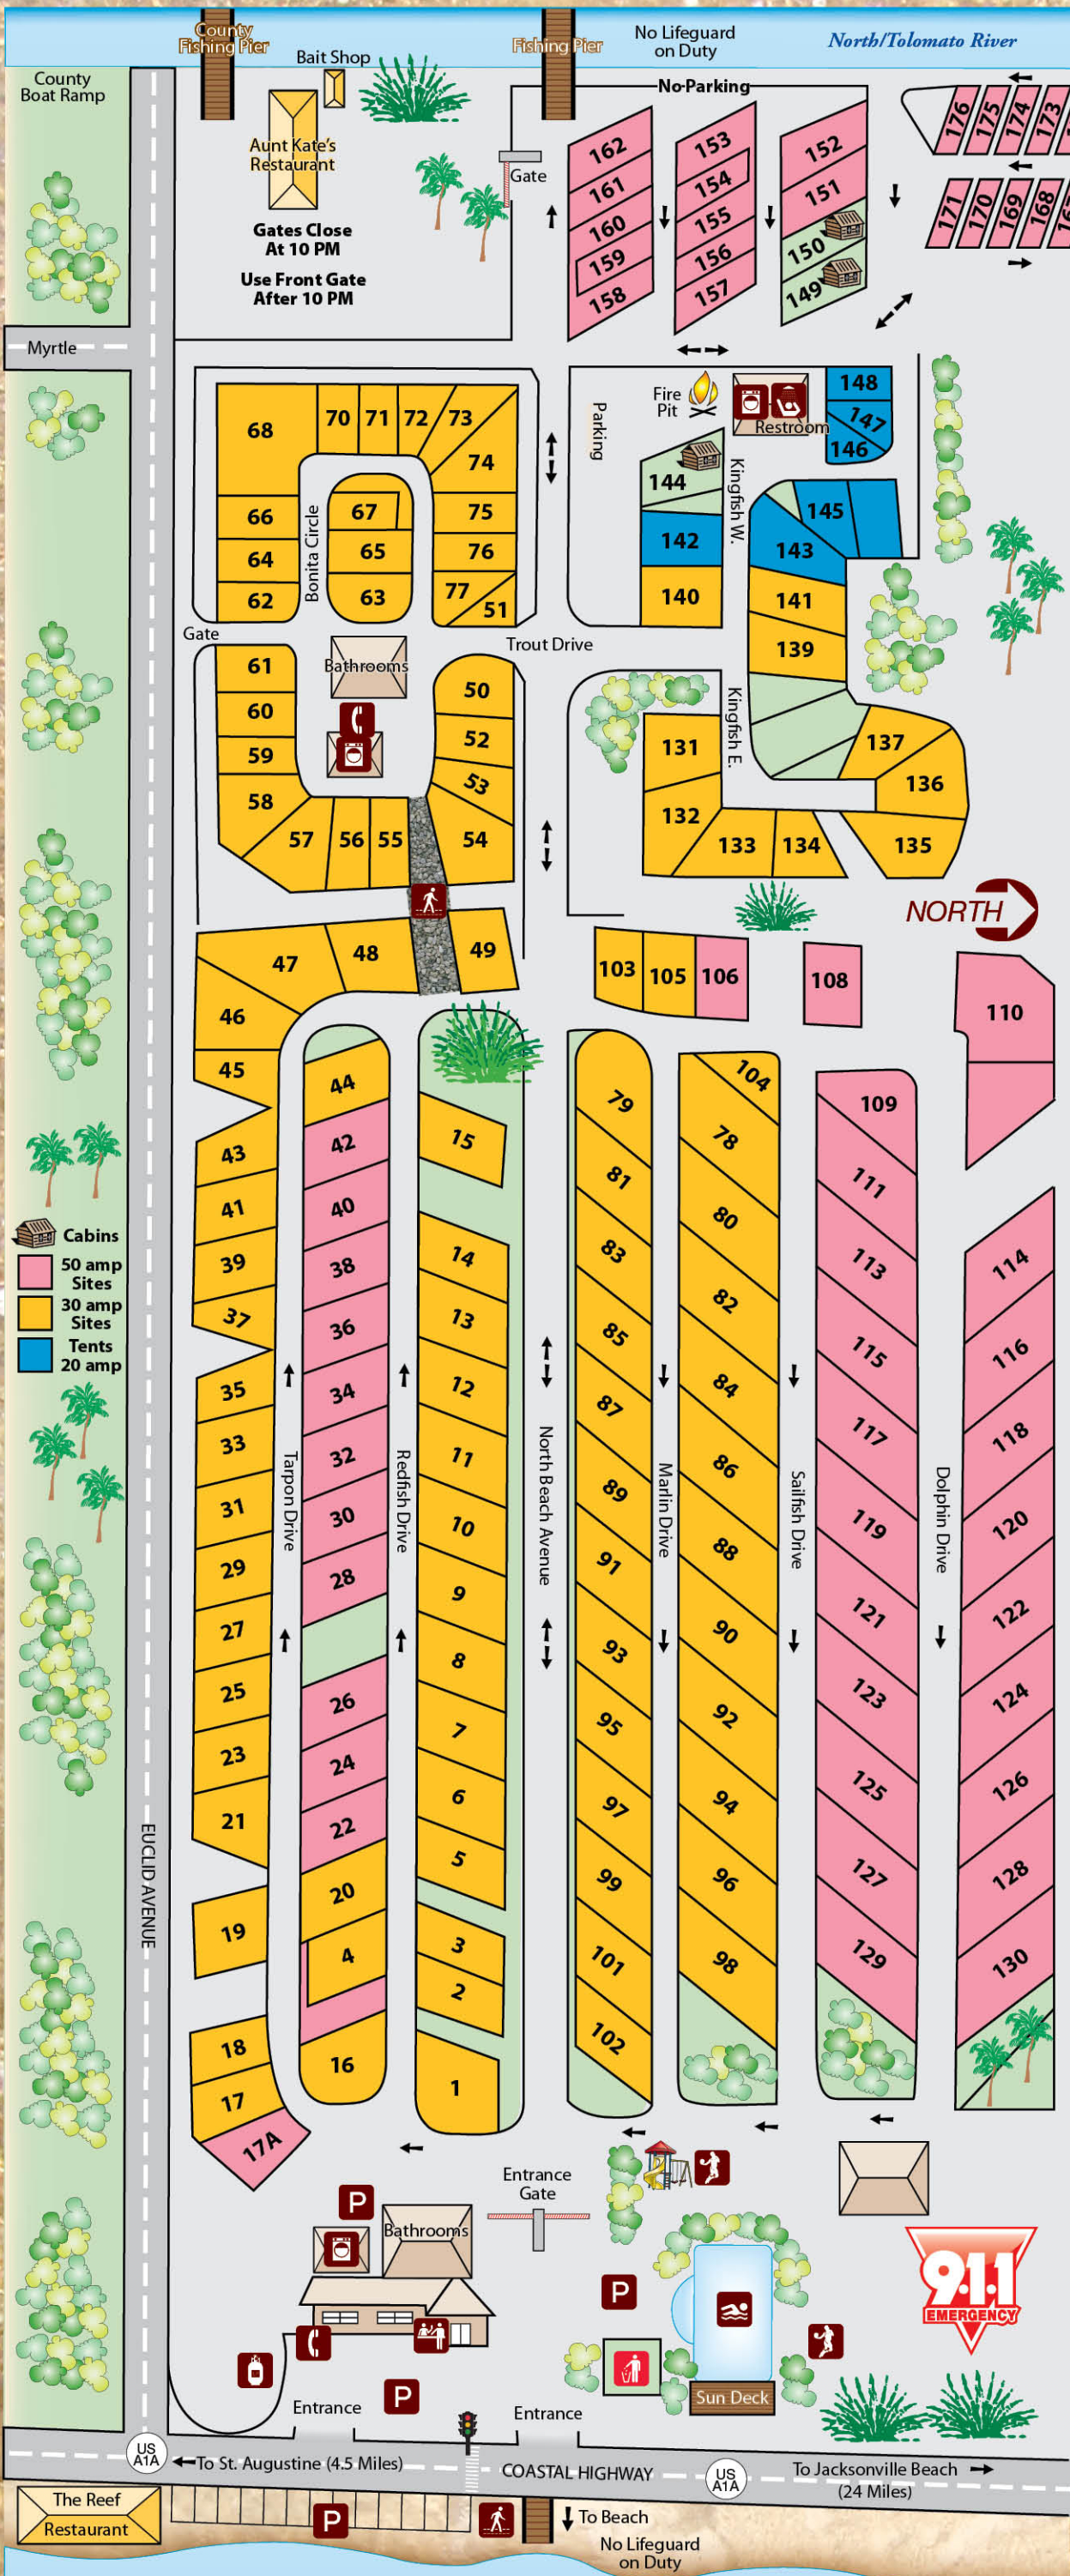 County
Fishing Pier
Fishing Pier
No Lifeguard
on Duty
North/Tolomato River
County
Boat Ramp
Bait Shop
Aunt Kate's
Restaurant
Gates Close
At 10 PM
Use Front Gate
After 10 PM
Gate
No Parking
162
161
160
159
158
153
154
155
156
157
152
151
150
149
176
175
174
173
171
170
169
168
Myrtle
68
70
71
72
73
74
66
64
62
67
65
63
75
76
77
51
Bonita Circle
Parking
Fire
Pit
Restroom
148
147
146
144
142
140
Kingfish W.
145
143
141
139
Gate
Trout Drive
61
60
59
58
57
56
55
Bathrooms
50
52
53
54
131
132
133
134
Kingfish E.
137
136
135
NORTH
47
48
49
46
45
103
105
106
108
110
43
41
39
37
35
33
31
29
27
25
23
21
19
18
17
17A
44
42
40
38
36
34
32
30
28
26
24
22
20
4
16
15
14
13
12
11
10
9
8
7
6
5
3
2
1
79
81
83
85
87
89
91
93
95
97
99
101
102
104
78
80
82
84
86
88
90
92
94
96
98
109
111
113
115
117
119
121
123
125
127
129
114
116
118
120
122
124
126
128
130
Cabins
50 amp
Sites
30 amp
Sites
Tents
20 amp
Tarpon Drive
Redfish Drive
North Beach Avenue
Marlin Drive
Sailfish Drive
Dolphin Drive
EUCLID AVENUE
Entrance
Gate
P
Bathrooms
P
P
Sun Deck
9-1-1
EMERGENCY
Entrance
Entrance
US
A1A
To St. Augustine (4.5 Miles)
COASTAL HIGHWAY
US
A1A
To Jacksonville Beach
(24 Miles)
The Reef
Restaurant
P
To Beach
No Lifeguard
on Duty